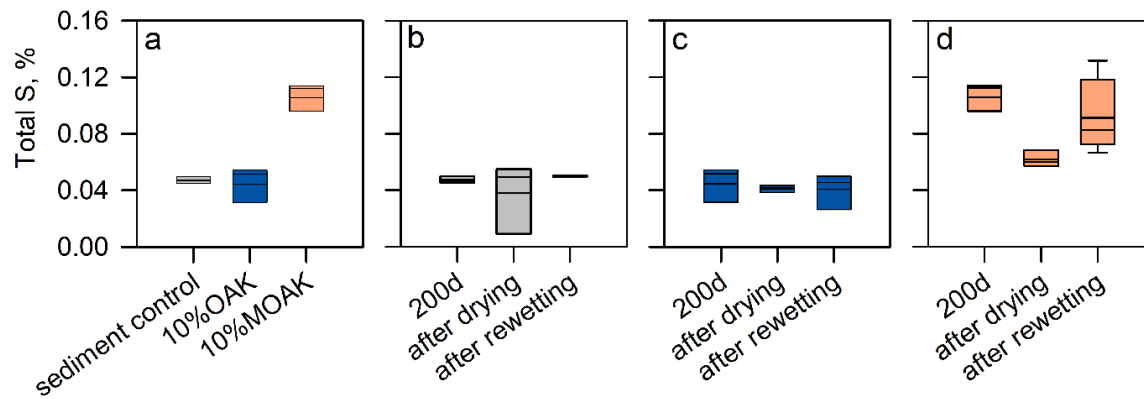 Total S, %
0.16
0.12
0.08
0.04
0.00
a
b
c
d
sediment control
10%OAK
10%MOAK
200d
after drying
after rewetting
200d
after drying
after rewetting
200d
after drying
after rewetting